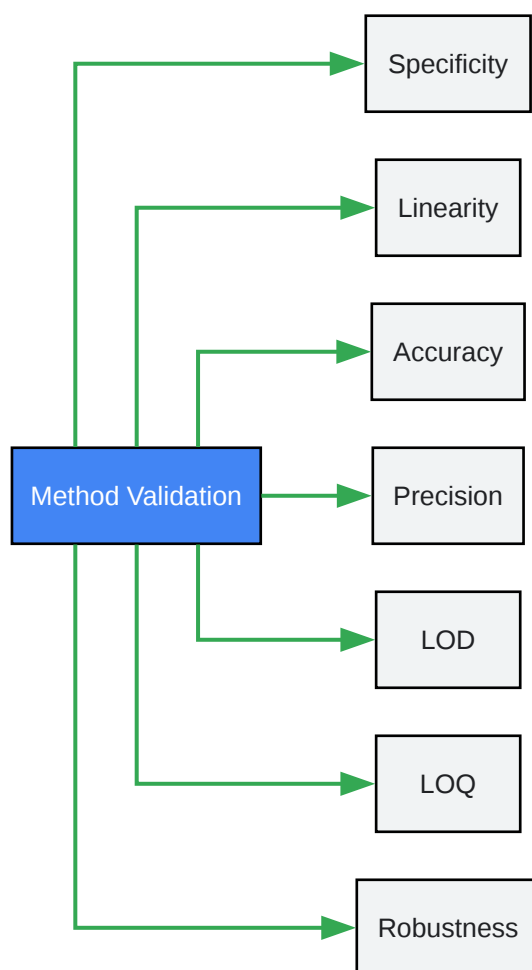 Specificity
Linearity
Accuracy
Method Validation
Precision
LOD
LOQ
Robustness